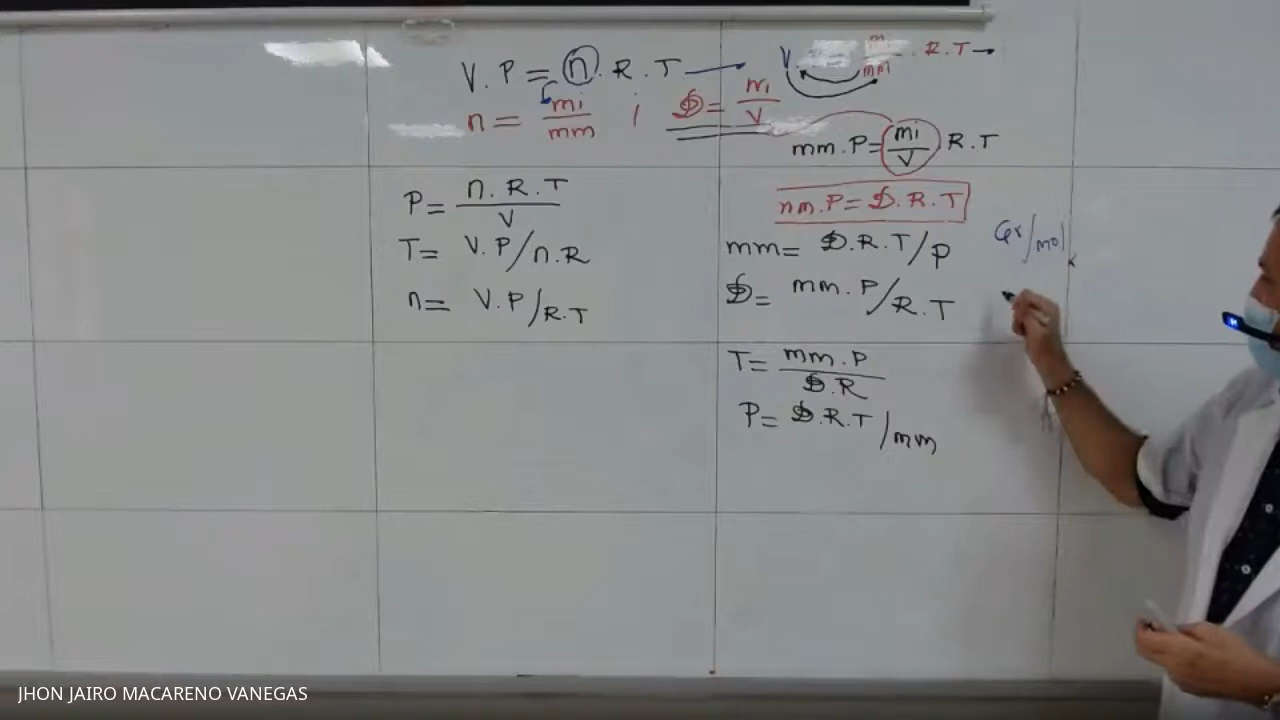 V.P = n. R. T →
n = mi/mm ; D = mi/V
V. P = mi/mm . R.T →
mm.P = mi/V R.T
mm.P = D.R.T
P = n.R.T/V
T = V.P/n.R
n = V.P/R.T
mm = D.R.T/P Gr/mol
D = mm.P/R.T
T = mm.P/D.R
P = D.R.T/mm
JHON JAIRO MACARENO VANEGAS